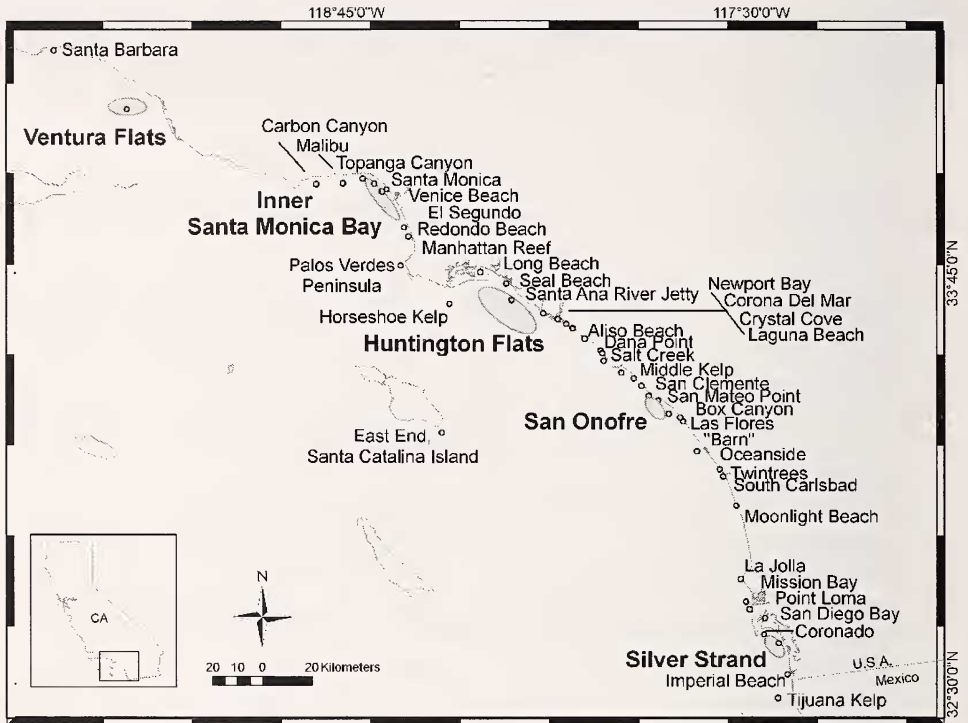 118°45'0"W
117°30'0"W
Santa Barbara
Ventura Flats
Carbon Canyon
Malibu
Topanga Canyon
Santa Monica
Venice Beach
Inner
Santa Monica Bay
El Segundo
Redondo Beach
Manhattan Reef
Palos Verdes
Peninsula
Long Beach
Seal Beach
Santa Ana River Jetty
Horseshoe Kelp
Huntington Flats
Newport Bay
Corona Del Mar
Crystal Cove
Laguna Beach
33°45'0"N
Aliso Beach
Dana Point
Salt Creek
Middle Kelp
San Clemente
San Mateo Point
San Onofre
Box Canyon
Las Flores
"Barn"
East End,
Santa Catalina Island
Oceanside
Twintrees
South Carlsbad
Moonlight Beach
La Jolla
Mission Bay
Point Loma
San Diego Bay
Coronado
Silver Strand
Imperial Beach
U.S.A.
Mexico
Tijuana Kelp
32°30'0"N
CA
N
20 10 0 20 Kilometers